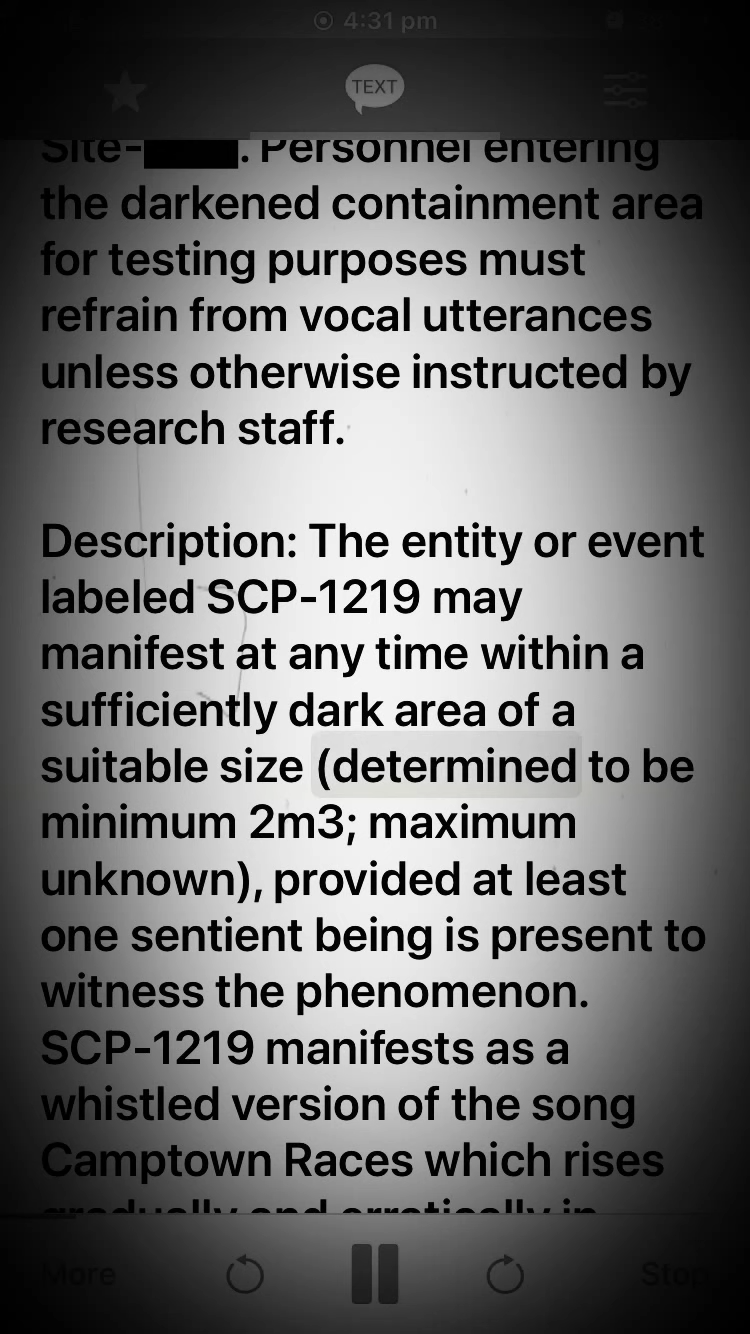 4:31 pm
TEXT
Site-████. Personnel entering
the darkened containment area
for testing purposes must
refrain from vocal utterances
unless otherwise instructed by
research staff.
Description: The entity or event
labeled SCP-1219 may
manifest at any time within a
sufficiently dark area of a
suitable size (determined to be
minimum 2m3; maximum
unknown), provided at least
one sentient being is present to
witness the phenomenon.
SCP-1219 manifests as a
whistled version of the song
Camptown Races which rises
gradually and erratically in
More
Stop